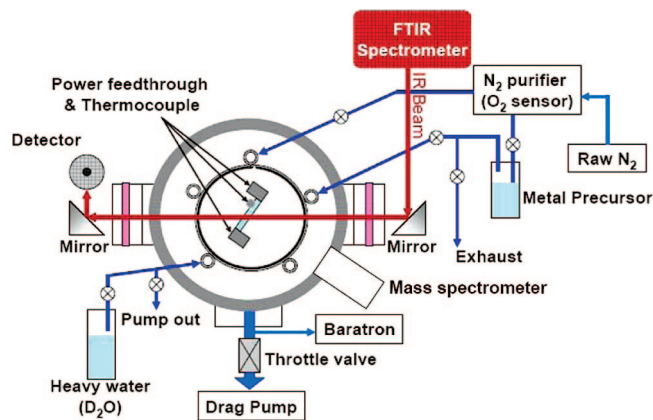 FTIR
Spectrometer
Power feedthrough
& Thermocouple
IR Beam
N₂ purifier
(O₂ sensor)
Detector
Raw N₂
Metal Precursor
Mirror
Mirror
Exhaust
Mass spectrometer
Pump out
Baratron
Throttle valve
Heavy water
(D₂O)
Drag Pump